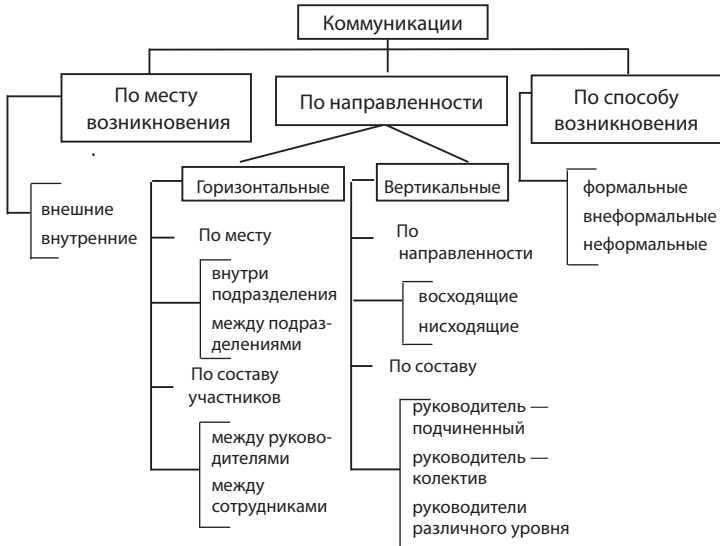 Коммуникации
По месту
возникновения
По направленности
По способу
возникновения
внешние
внутренние
Горизонтальные
По месту
внутри
подразделения
между подраз-
делениями
По составу
участников
между руково-
дителями
между
сотрудниками
Вертикальные
По
направленности
восходящие
нисходящие
По составу
руководитель —
подчиненный
руководитель —
колектив
руководители
различного уровня
формальные
внеформальные
неформальные